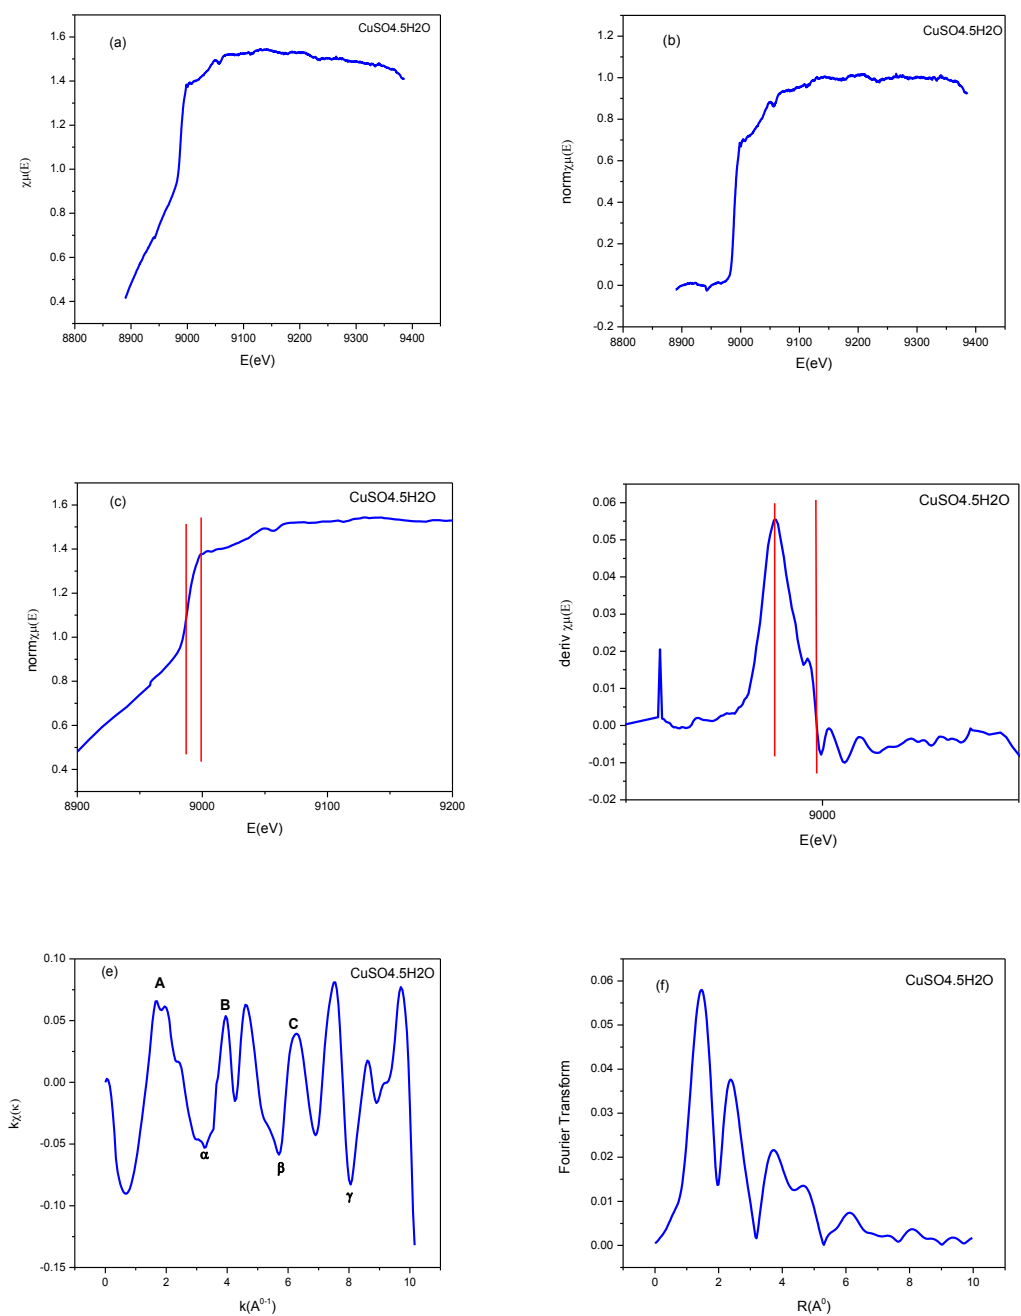 (a)
CuSO4.5H2O
1.6
1.4
1.2
1.0
0.8
0.6
0.4
χμ(E)
8800 8900 9000 9100 9200 9300 9400
E(eV)
(b)
CuSO4.5H2O
1.2
1.0
0.8
0.6
0.4
0.2
0.0
-0.2
normχμ(E)
8800 8900 9000 9100 9200 9300 9400
E(eV)
(c)
CuSO4.5H2O
1.6
1.4
1.2
1.0
0.8
0.6
0.4
normχμ(E)
8900 9000 9100 9200
E(eV)
CuSO4.5H2O
0.06
0.05
0.04
0.03
0.02
0.01
0.00
-0.01
-0.02
deriv χμ(E)
9000
E(eV)
(e)
CuSO4.5H2O
0.10
0.05
0.00
-0.05
-0.10
-0.15
kχ(κ)
A
B
C
α
β
γ
0 2 4 6 8 10
k(A⁰⁻¹)
(f)
CuSO4.5H2O
0.06
0.05
0.04
0.03
0.02
0.01
0.00
Fourier Transform
0 2 4 6 8 10
R(A⁰)